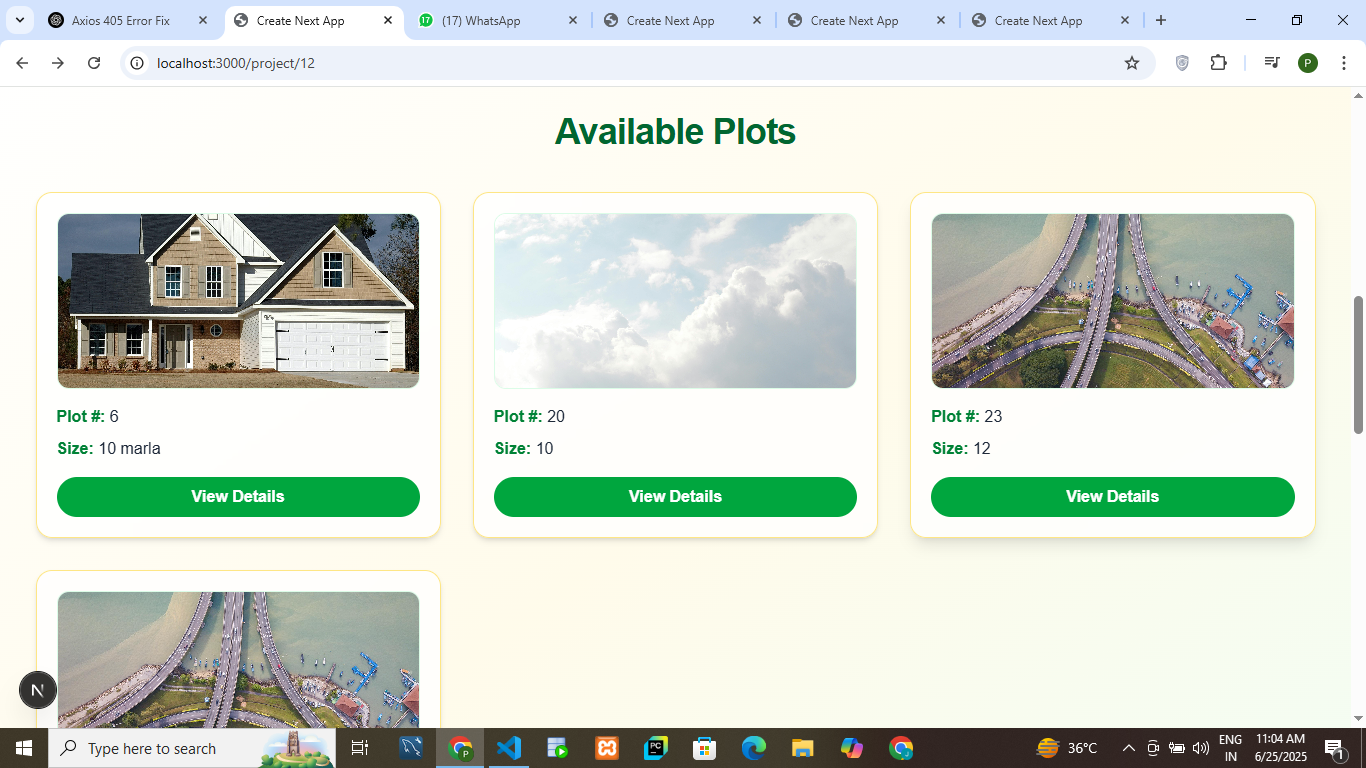 Axios 405 Error Fix
Create Next App
(17) WhatsApp
Create Next App
Create Next App
Create Next App
localhost:3000/project/12
P
Available Plots
Plot #: 6
Size: 10 marla
View Details
Plot #: 20
Size: 10
View Details
Plot #: 23
Size: 12
View Details
N
Type here to search
36°C
ENG
IN
11:04 AM
6/25/2025
1